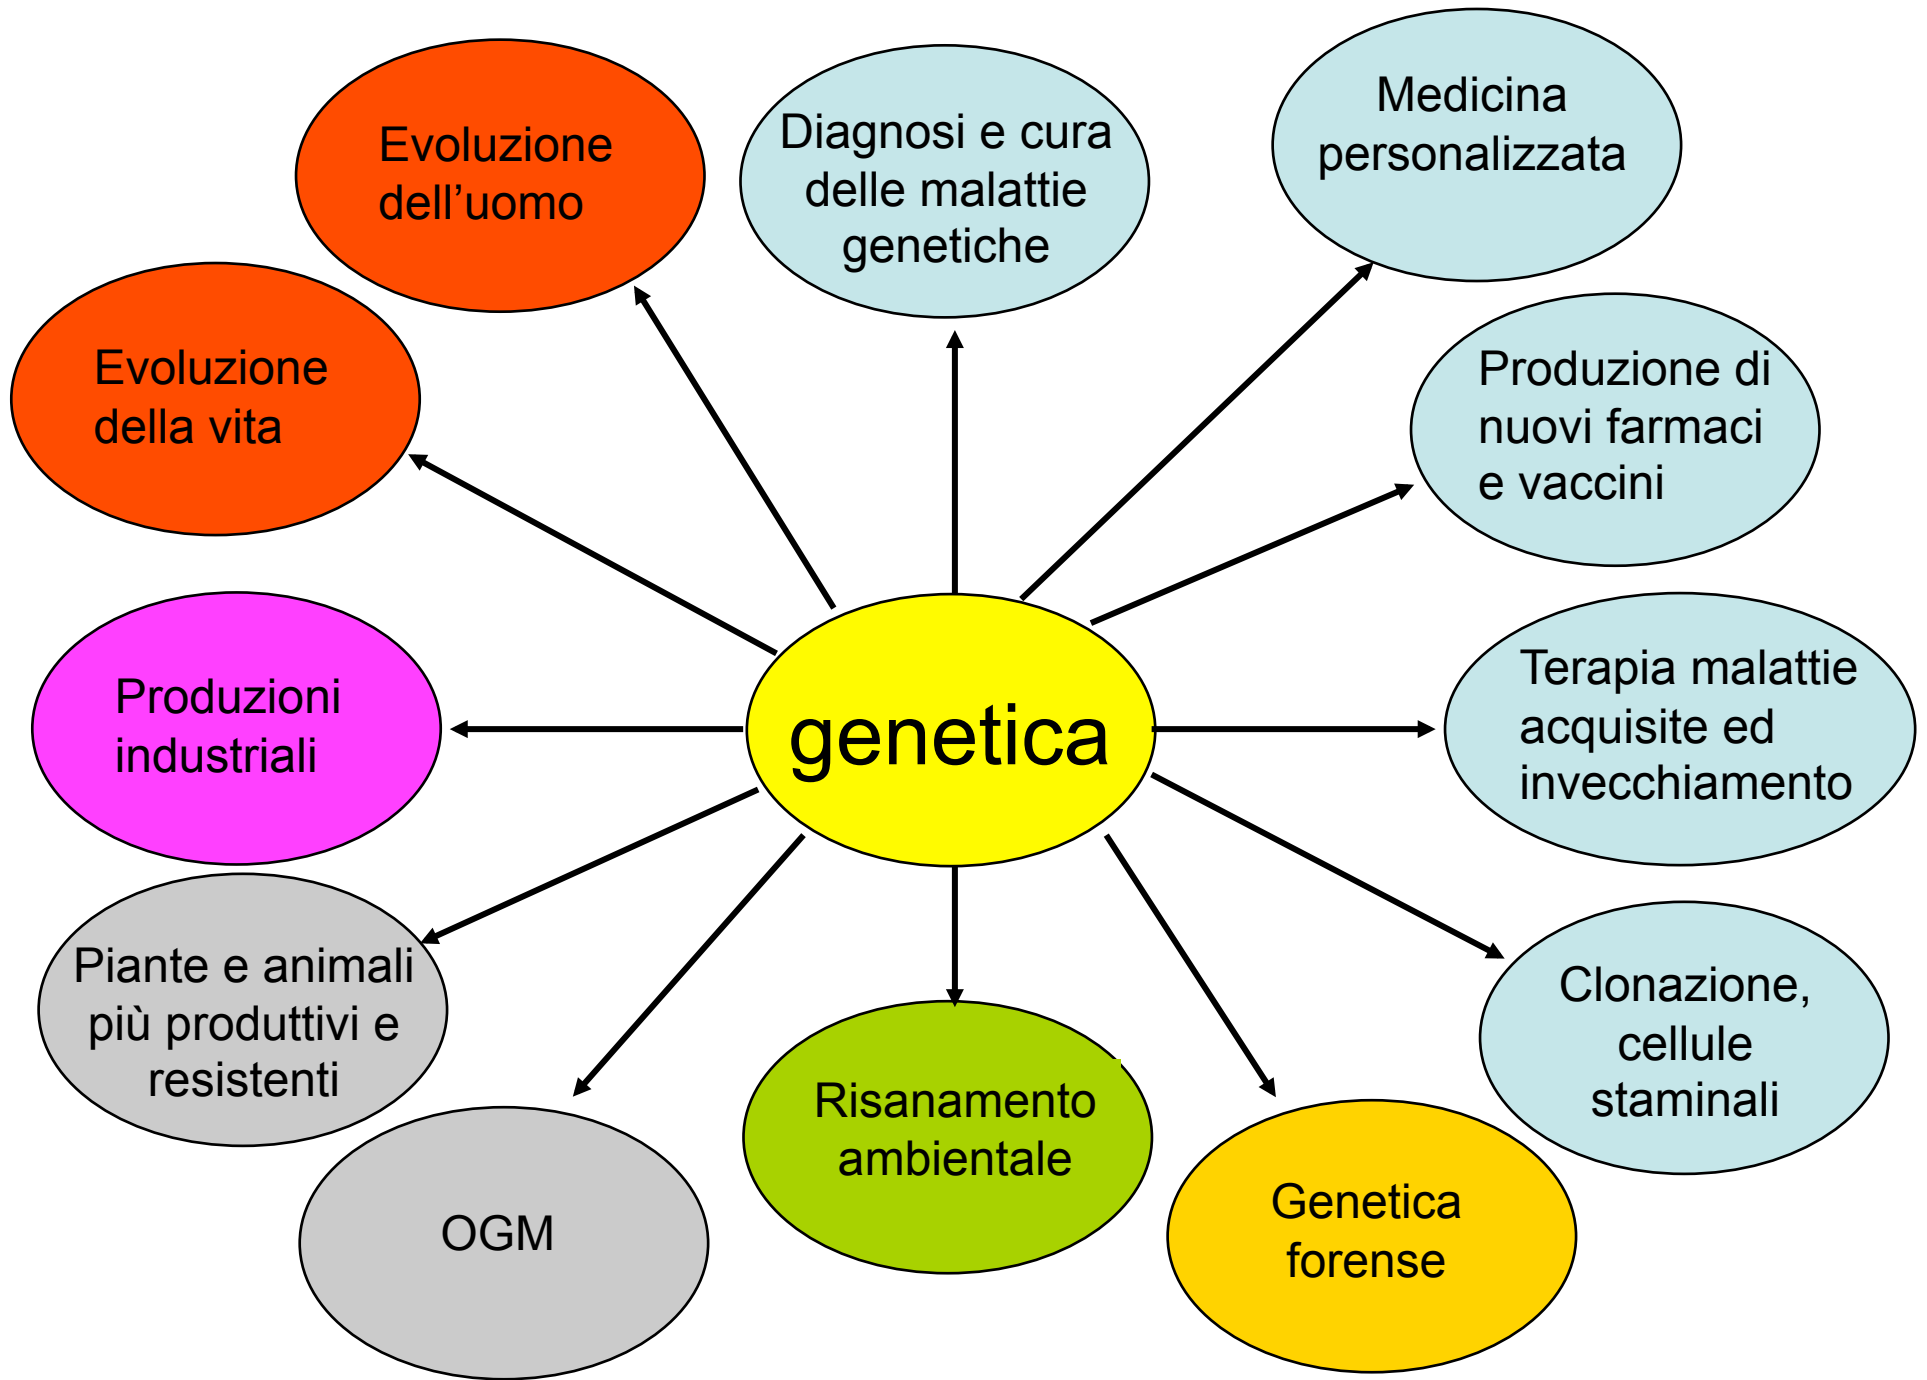 Evoluzione
dell’uomo
Diagnosi e cura
delle malattie
genetiche
Medicina
personalizzata
Evoluzione
della vita
Produzione di
nuovi farmaci
e vaccini
Produzioni
industriali
genetica
Terapia malattie
acquisite ed
invecchiamento
Piante e animali
più produttivi e
resistenti
Clonazione,
cellule
staminali
OGM
Risanamento
ambientale
Genetica
forense